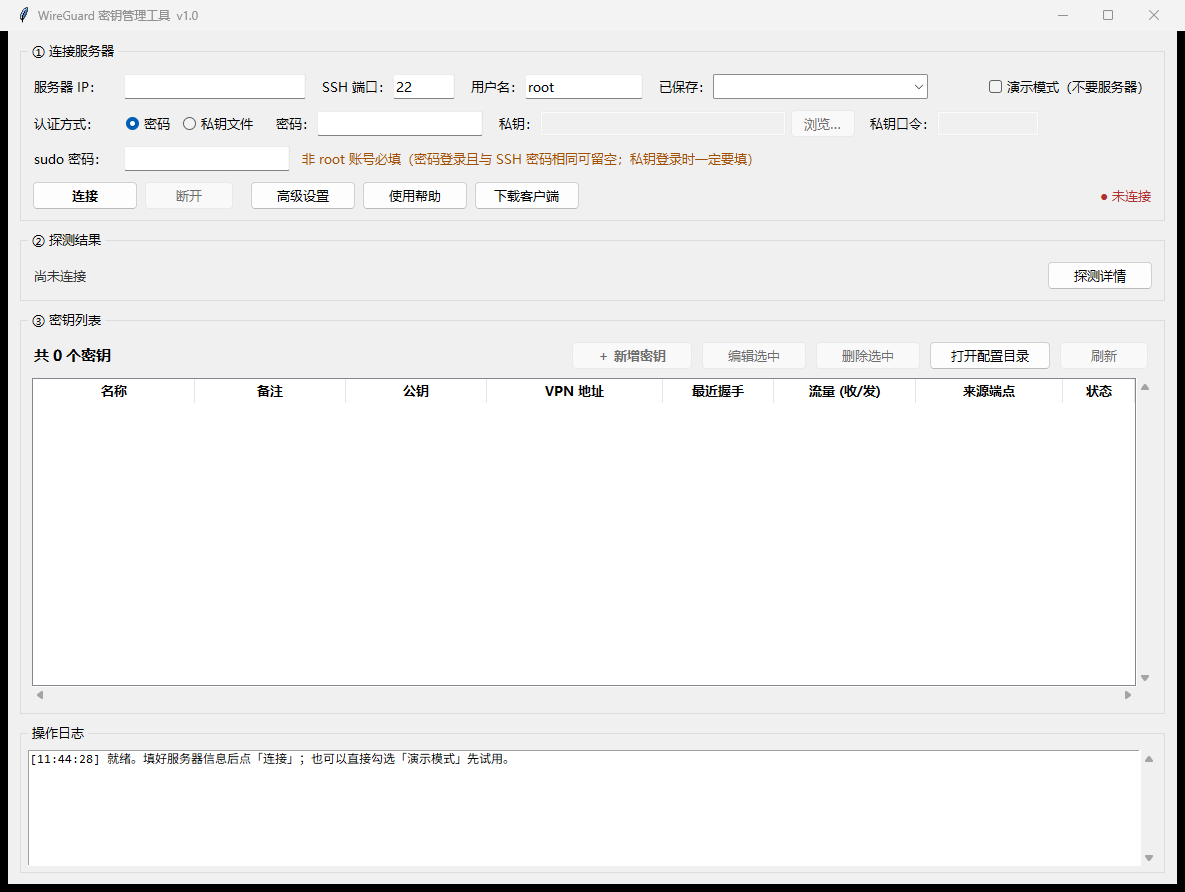 WireGuard 密钥管理工具 v1.0
① 连接服务器
服务器 IP: SSH 端口: 22 用户名: root 已保存: 演示模式（不要服务器）
认证方式: 密码 私钥文件 密码: 私钥: 浏览... 私钥口令:
sudo 密码: 非 root 账号必填（密码登录且与 SSH 密码相同可留空；私钥登录时一定要填）
连接 断开 高级设置 使用帮助 下载客户端 ● 未连接
② 探测结果
尚未连接 探测详情
③ 密钥列表
共 0 个密钥 + 新增密钥 编辑选中 删除选中 打开配置目录 刷新
名称 备注 公钥 VPN 地址 最近握手 流量 (收/发) 来源端点 状态
操作日志
[11:44:28] 就绪。填好服务器信息后点「连接」；也可以直接勾选「演示模式」先试用。